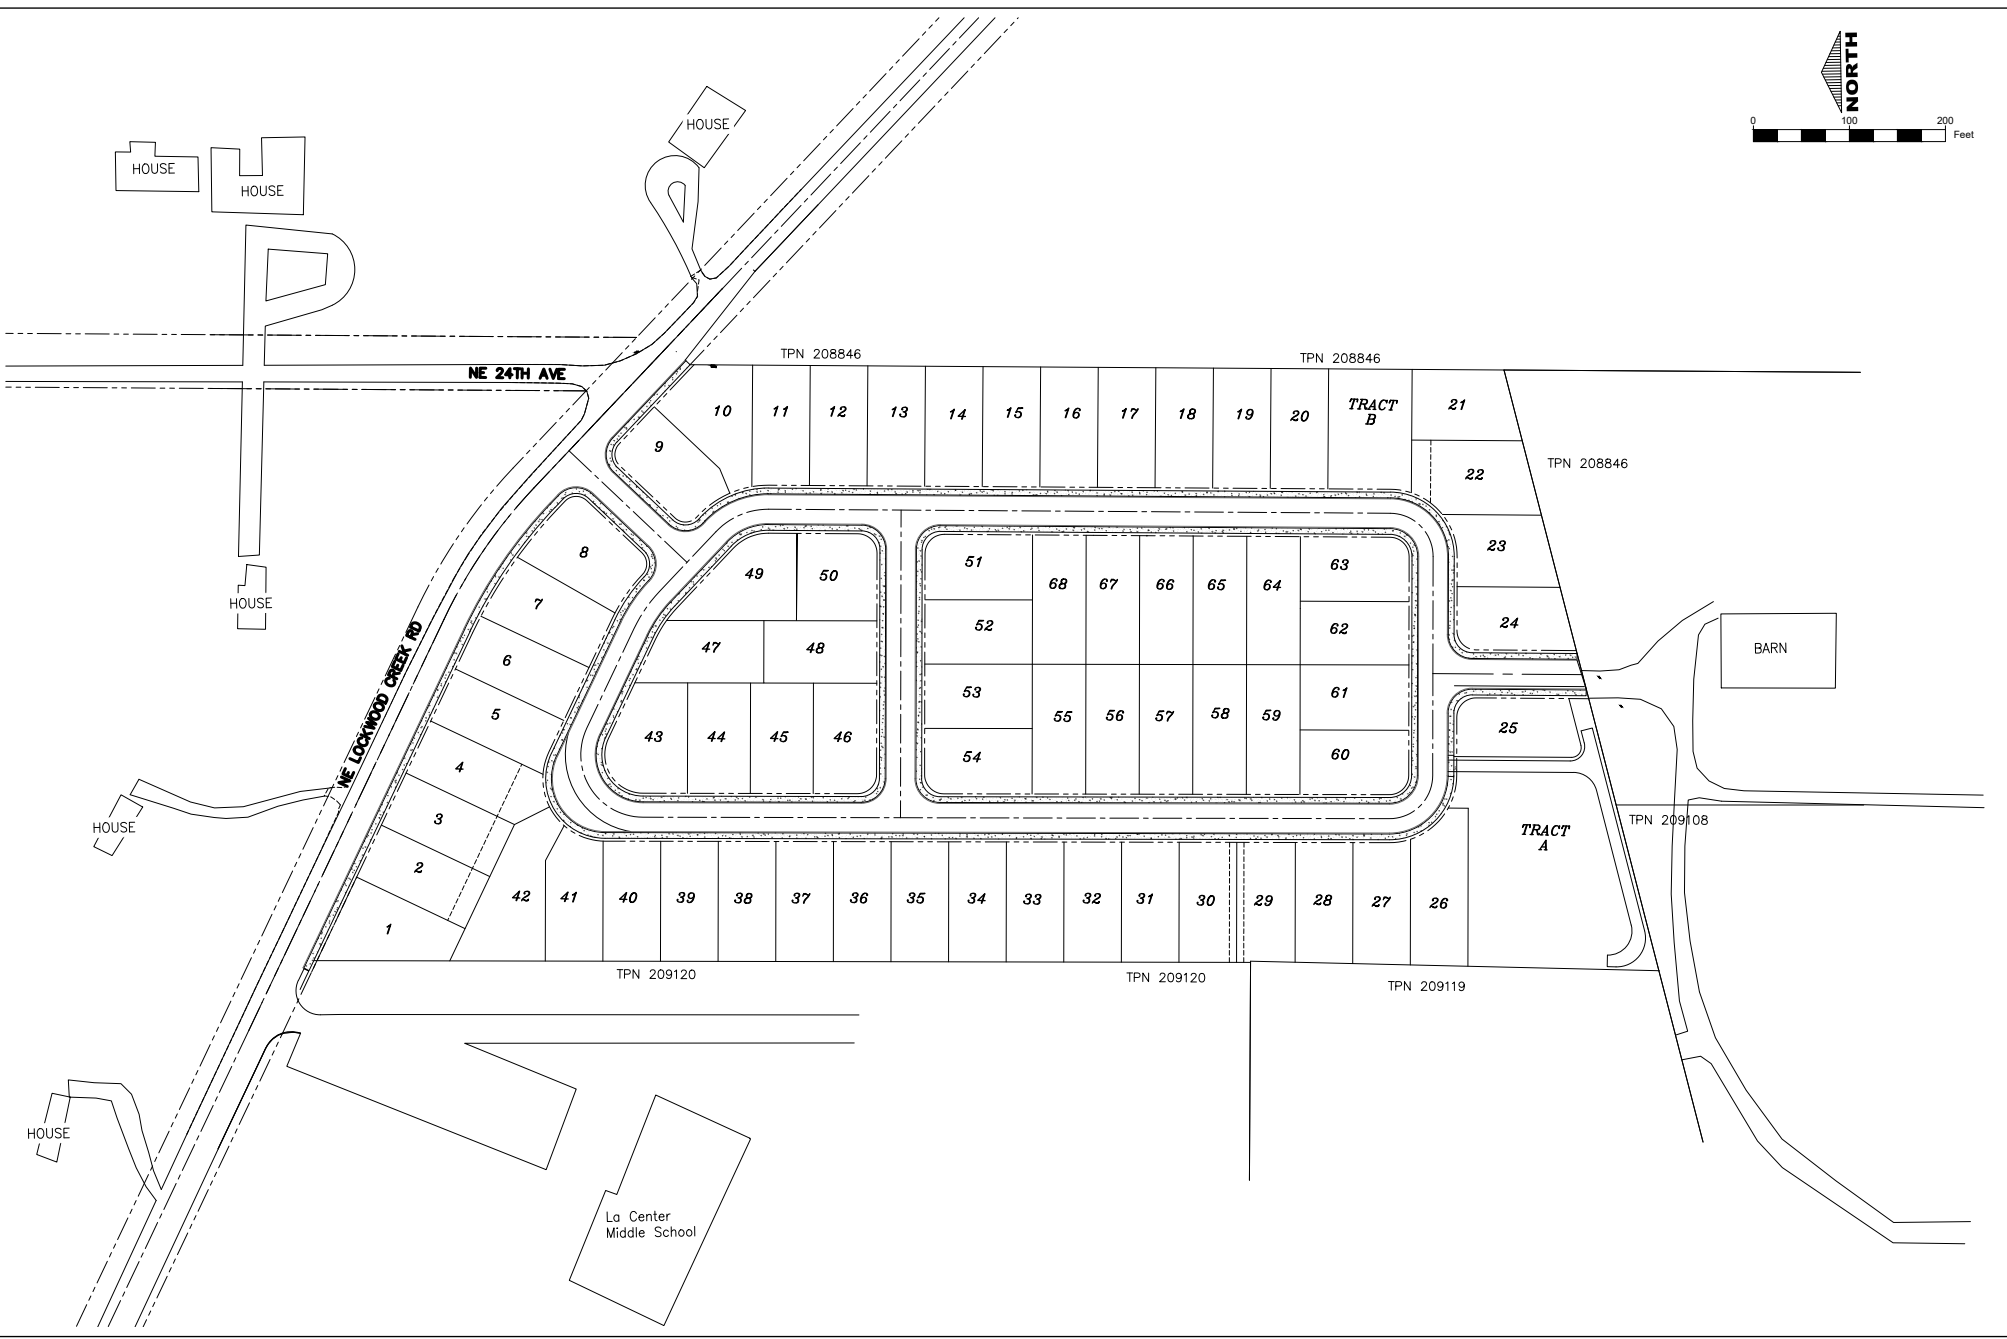 NORTH
0 100 200
Feet
HOUSE
HOUSE
HOUSE
NE 24TH AVE
TPN 208846
TPN 208846
10 11 12 13 14 15 16 17 18 19 20
TRACT
B
21
9
22
TPN 208846
8
49
50
51
68 67 66 65 64
63
23
HOUSE
7
52
62
24
6
47
48
BARN
NE LOCKWOOD CREEK RD
5
53
61
4
43 44 45 46
54
55 56 57 58 59
60
25
3
HOUSE
TPN 209108
TRACT
A
2
42 41 40 39 38 37 36 35 34 33 32 31 30 29 28 27 26
1
TPN 209120
TPN 209120
TPN 209119
HOUSE
La Center
Middle School